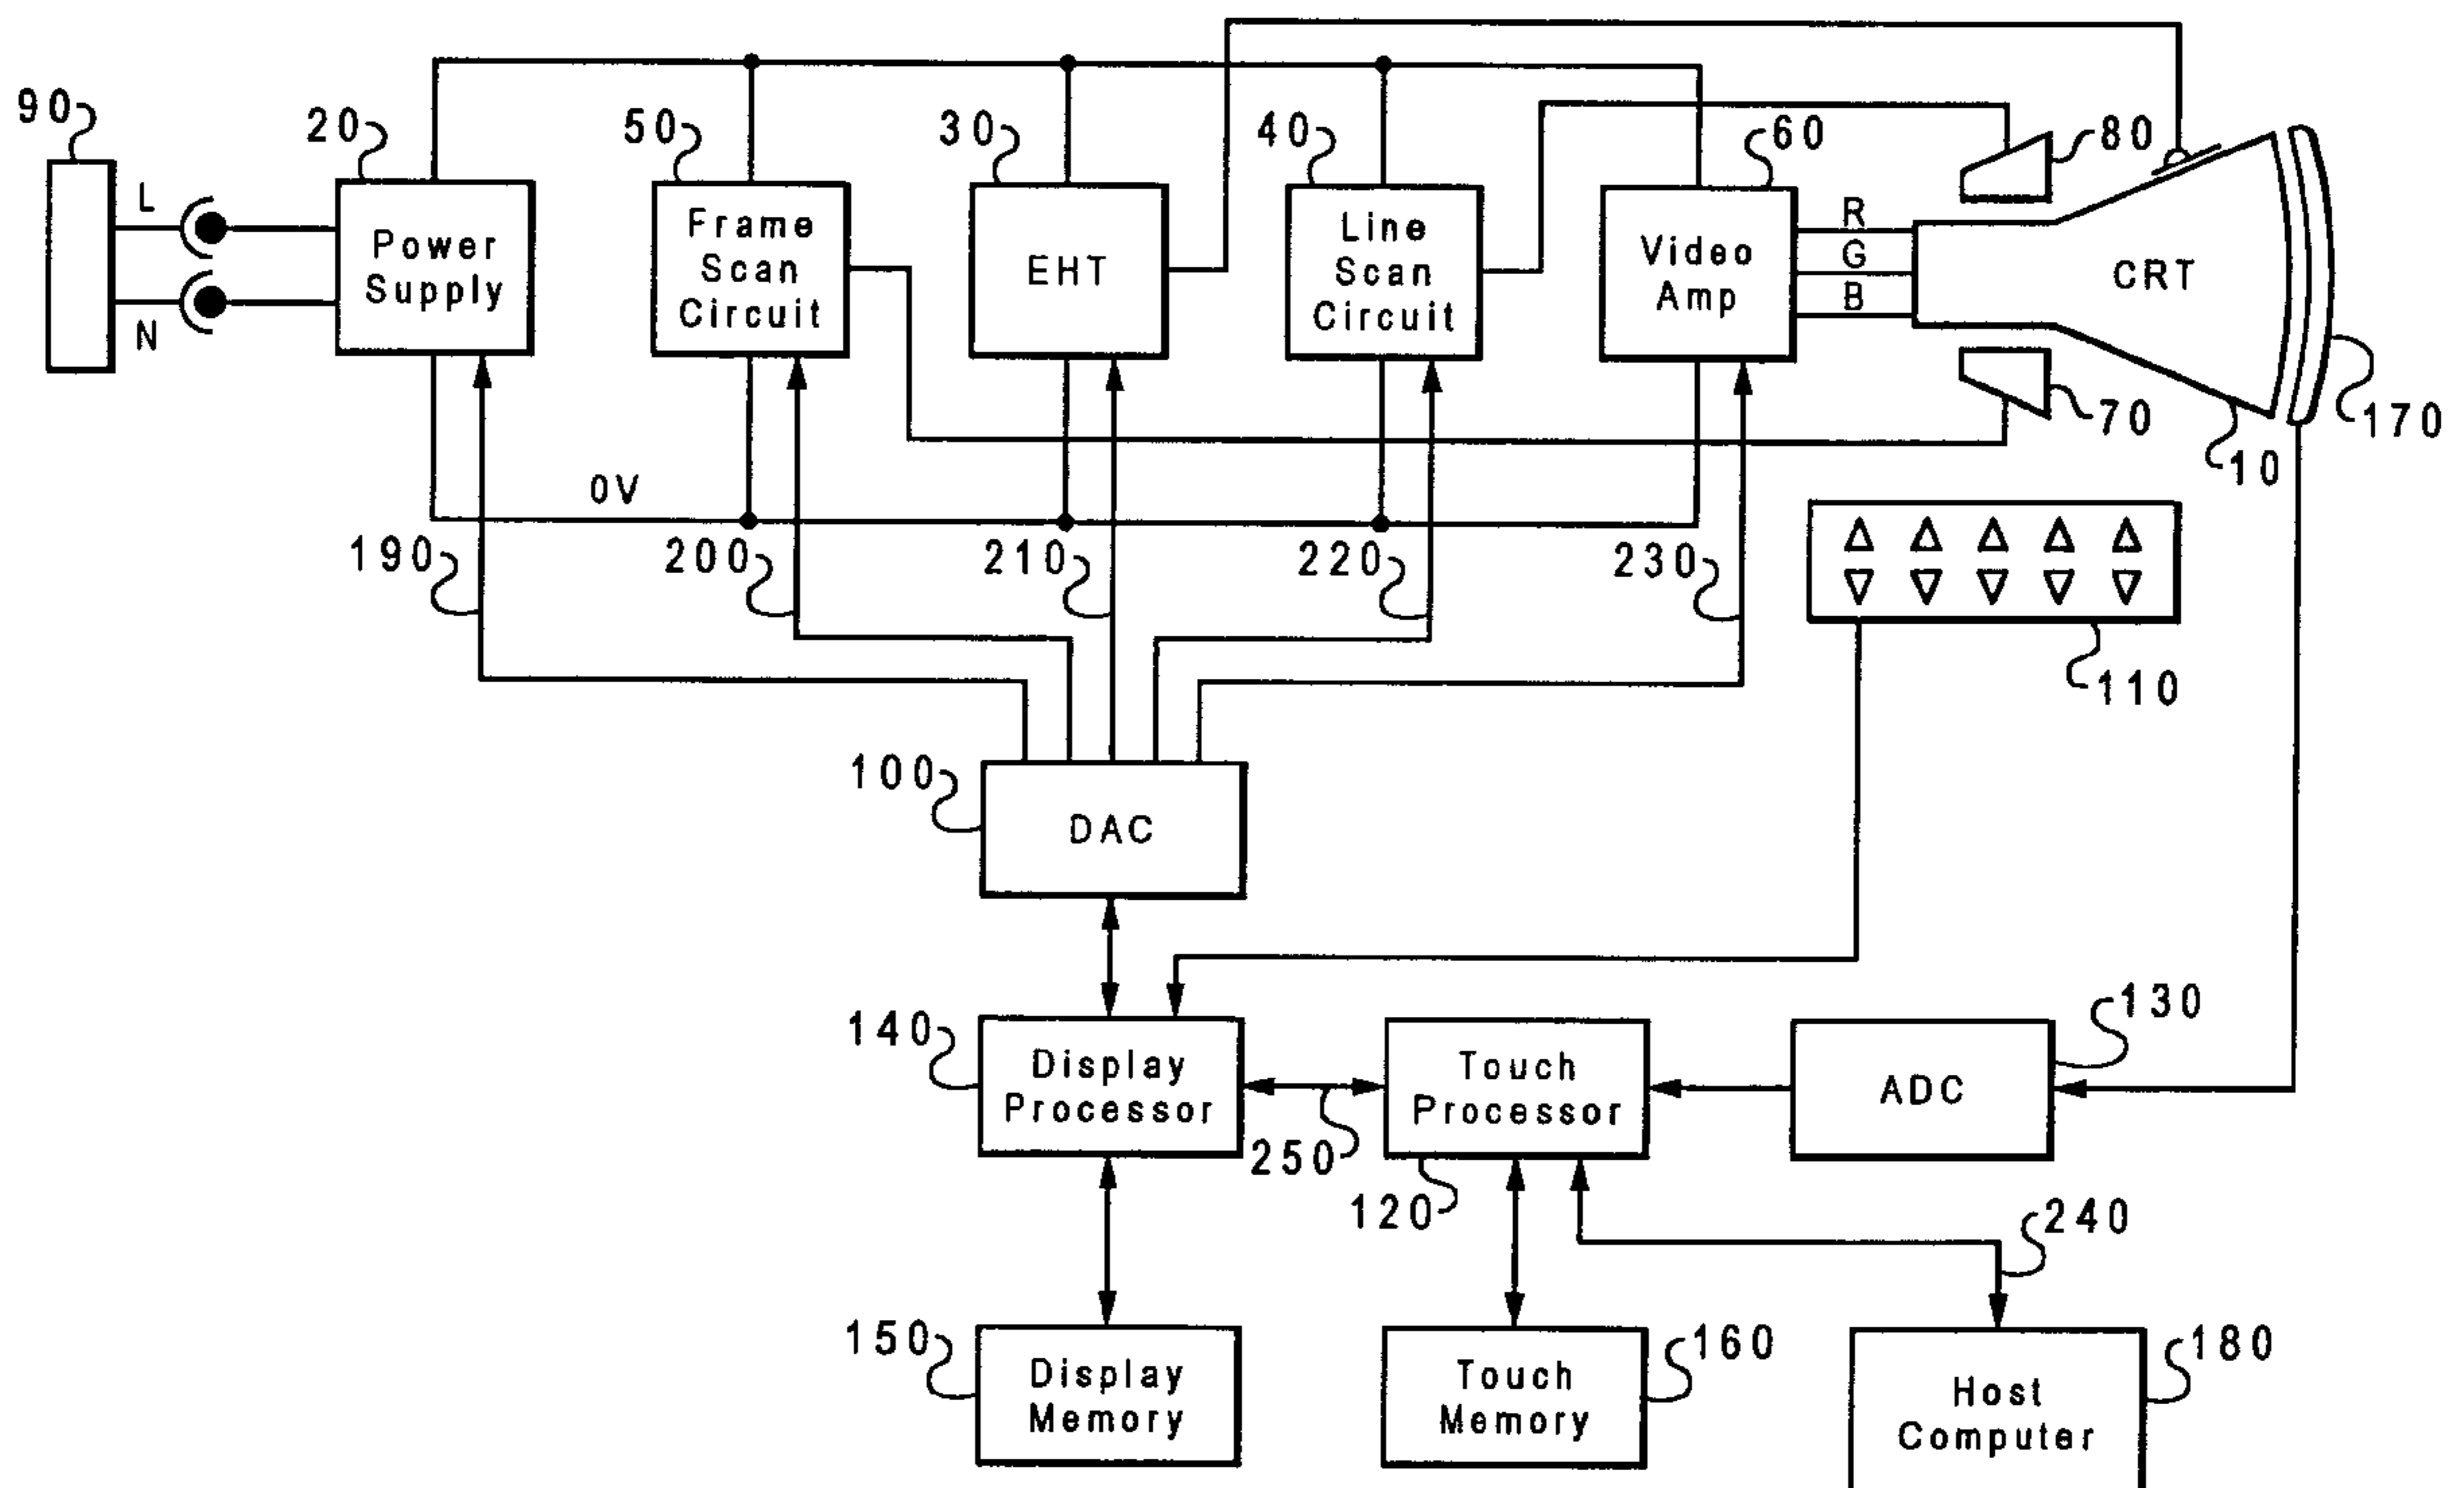 90
20
50
30
40
60
80
L
N
Power
Supply
Frame
Scan
Circuit
EHT
Line
Scan
Circuit
Video
Amp
R
G
B
CRT
70
170
10
0V
190
200
210
220
230
110
100
DAC
140
Display
Processor
250
Touch
Processor
120
ADC
130
240
150
Display
Memory
Touch
Memory
160
Host
Computer
180